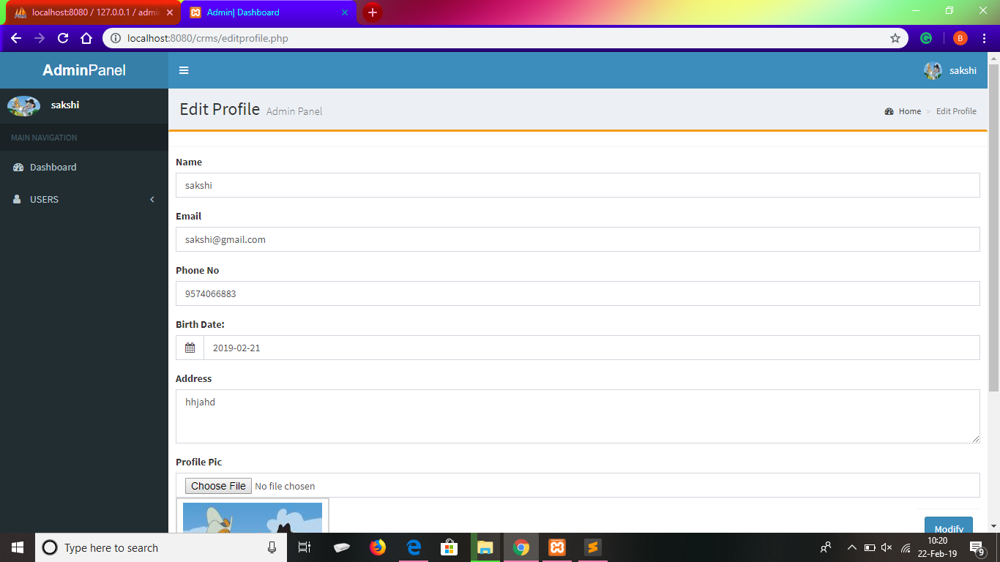 localhost:8080 / 127.0.0.1 / admi
Admin| Dashboard
localhost:8080/crms/editprofile.php
B
AdminPanel
sakshi
sakshi
Edit Profile Admin Panel
Home > Edit Profile
MAIN NAVIGATION
Dashboard
USERS
Name
sakshi
Email
sakshi@gmail.com
Phone No
9574066883
Birth Date:
2019-02-21
Address
hhjahd
Profile Pic
Choose File No file chosen
Modify
Type here to search
10:20
22-Feb-19
9